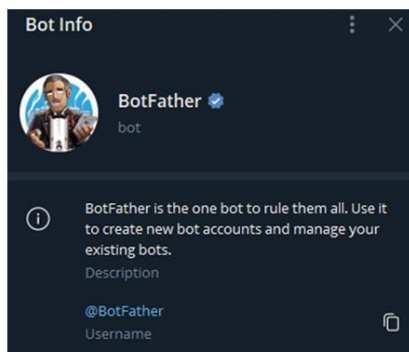 Bot Info
BotFather
bot
BotFather is the one bot to rule them all. Use it
to create new bot accounts and manage your
existing bots.
Description
@BotFather
Username